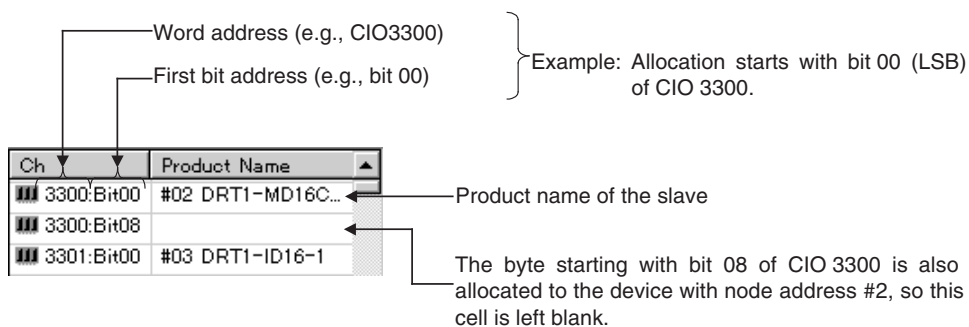 Word address (e.g., CIO3300)
First bit address (e.g., bit 00)
Example: Allocation starts with bit 00 (LSB)
of CIO 3300.
Ch Product Name
3300:Bit00 #02 DRT1-MD16C...
Product name of the slave
3300:Bit08
3301:Bit00 #03 DRT1-ID16-1
The byte starting with bit 08 of CIO 3300 is also
allocated to the device with node address #2, so this
cell is left blank.